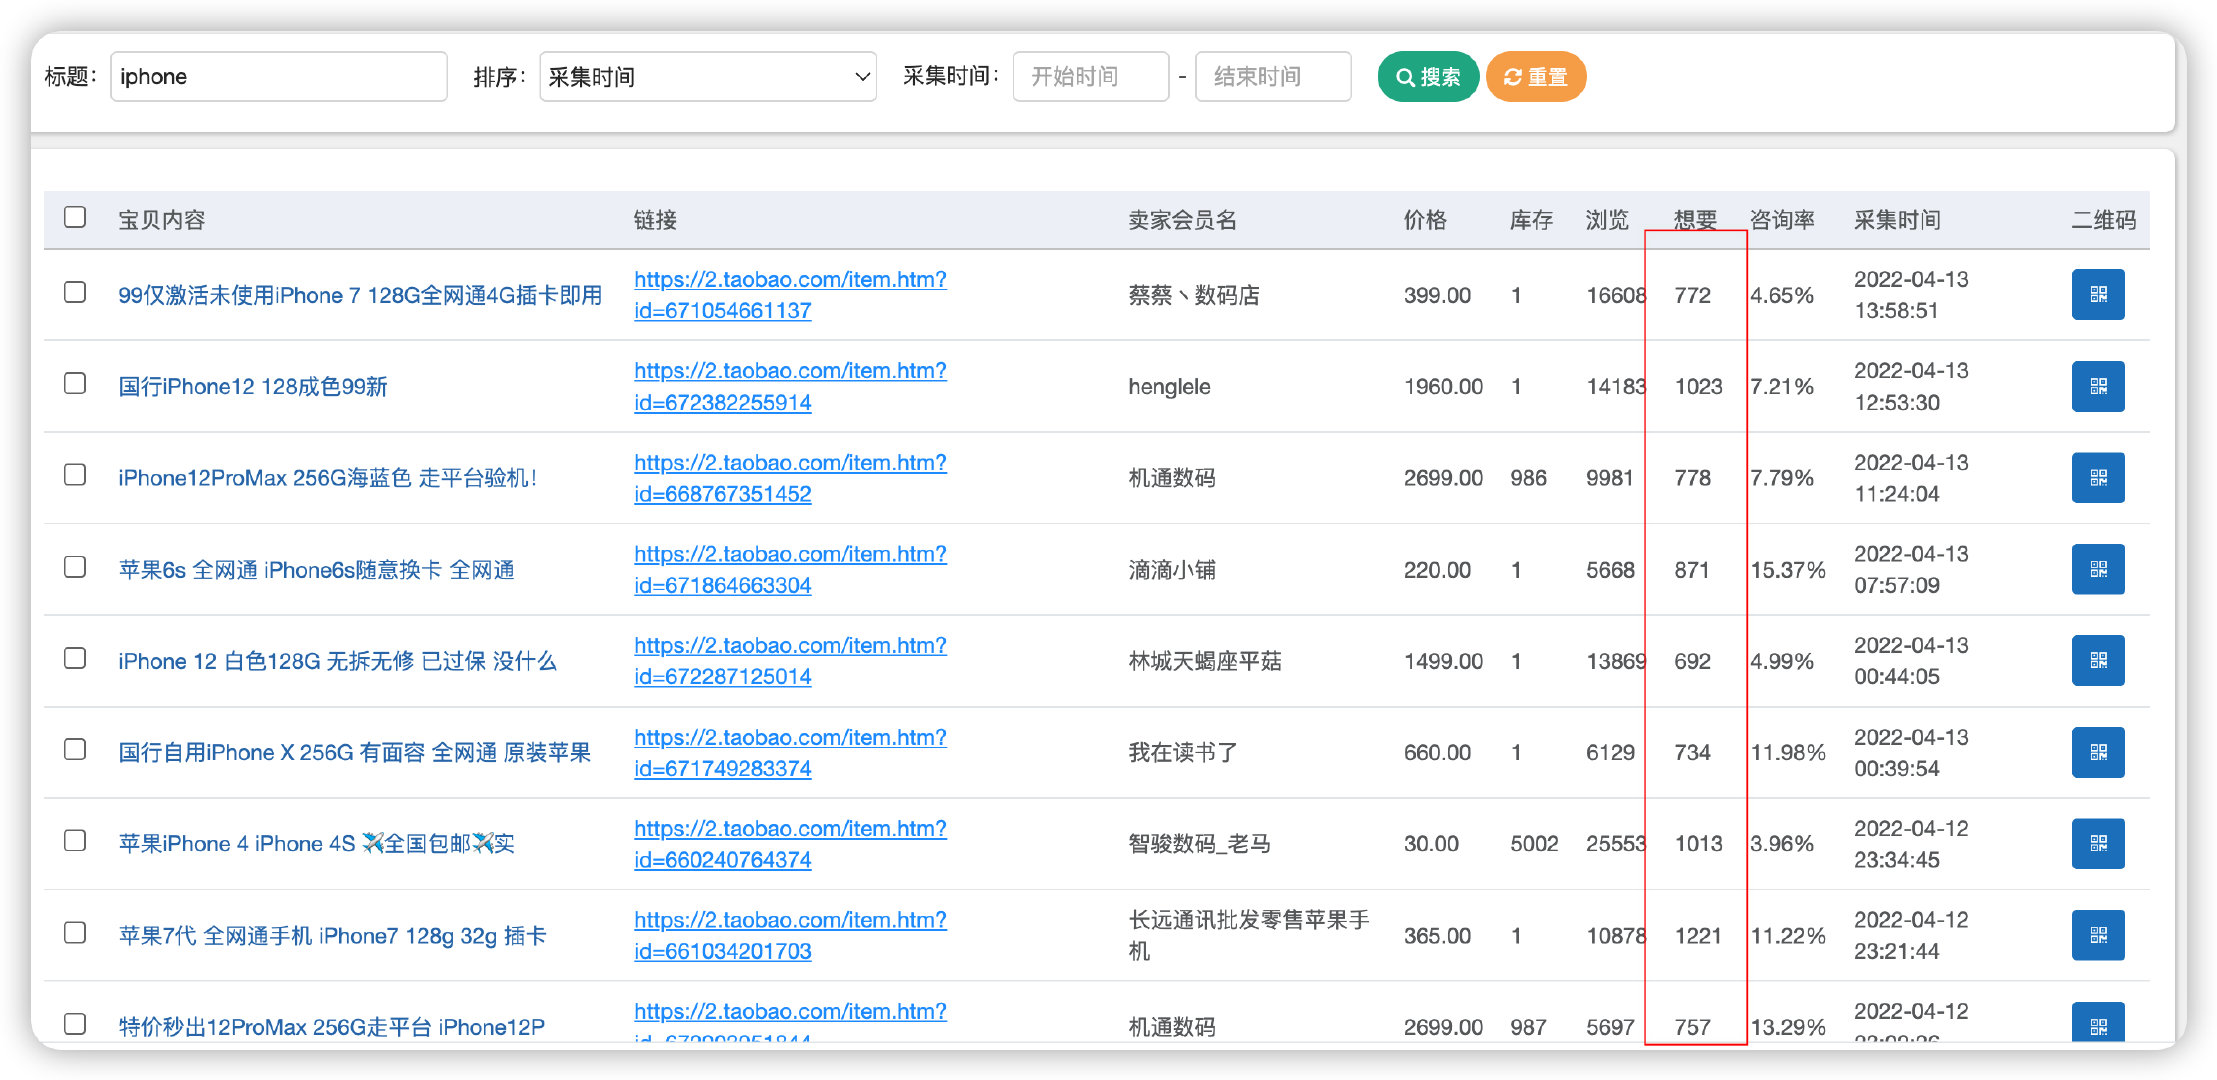 标题： iphone 排序： 采集时间 采集时间： 开始时间 - 结束时间 搜索 重置
宝贝内容 链接 卖家会员名 价格 库存 浏览 想要 咨询率 采集时间 二维码
99仅激活未使用iPhone 7 128G全网通4G插卡即用 https://2.taobao.com/item.htm? 蔡蔡丶数码店 399.00 1 16608 772 4.65% 2022-04-13
id=671054661137 13:58:51
国行iPhone12 128成色99新 https://2.taobao.com/item.htm? henglele 1960.00 1 14183 1023 7.21% 2022-04-13
id=672382255914 12:53:30
iPhone12ProMax 256G海蓝色 走平台验机！ https://2.taobao.com/item.htm? 机通数码 2699.00 986 9981 778 7.79% 2022-04-13
id=668767351452 11:24:04
苹果6s 全网通 iPhone6s随意换卡 全网通 https://2.taobao.com/item.htm? 滴滴小铺 220.00 1 5668 871 15.37% 2022-04-13
id=671864663304 07:57:09
iPhone 12 白色128G 无拆无修 已过保 没什么 https://2.taobao.com/item.htm? 林城天蝎座平菇 1499.00 1 13869 692 4.99% 2022-04-13
id=672287125014 00:44:05
国行自用iPhone X 256G 有面容 全网通 原装苹果 https://2.taobao.com/item.htm? 我在读书了 660.00 1 6129 734 11.98% 2022-04-13
id=671749283374 00:39:54
苹果iPhone 4 iPhone 4S ✈️全国包邮✈️实 https://2.taobao.com/item.htm? 智骏数码_老马 30.00 5002 25553 1013 3.96% 2022-04-12
id=660240764374 23:34:45
苹果7代 全网通手机 iPhone7 128g 32g 插卡 https://2.taobao.com/item.htm? 长远通讯批发零售苹果手 365.00 1 10878 1221 11.22% 2022-04-12
id=661034201703 机 23:21:44
特价秒出12ProMax 256G走平台 iPhone12P https://2.taobao.com/item.htm? 机通数码 2699.00 987 5697 757 13.29% 2022-04-12